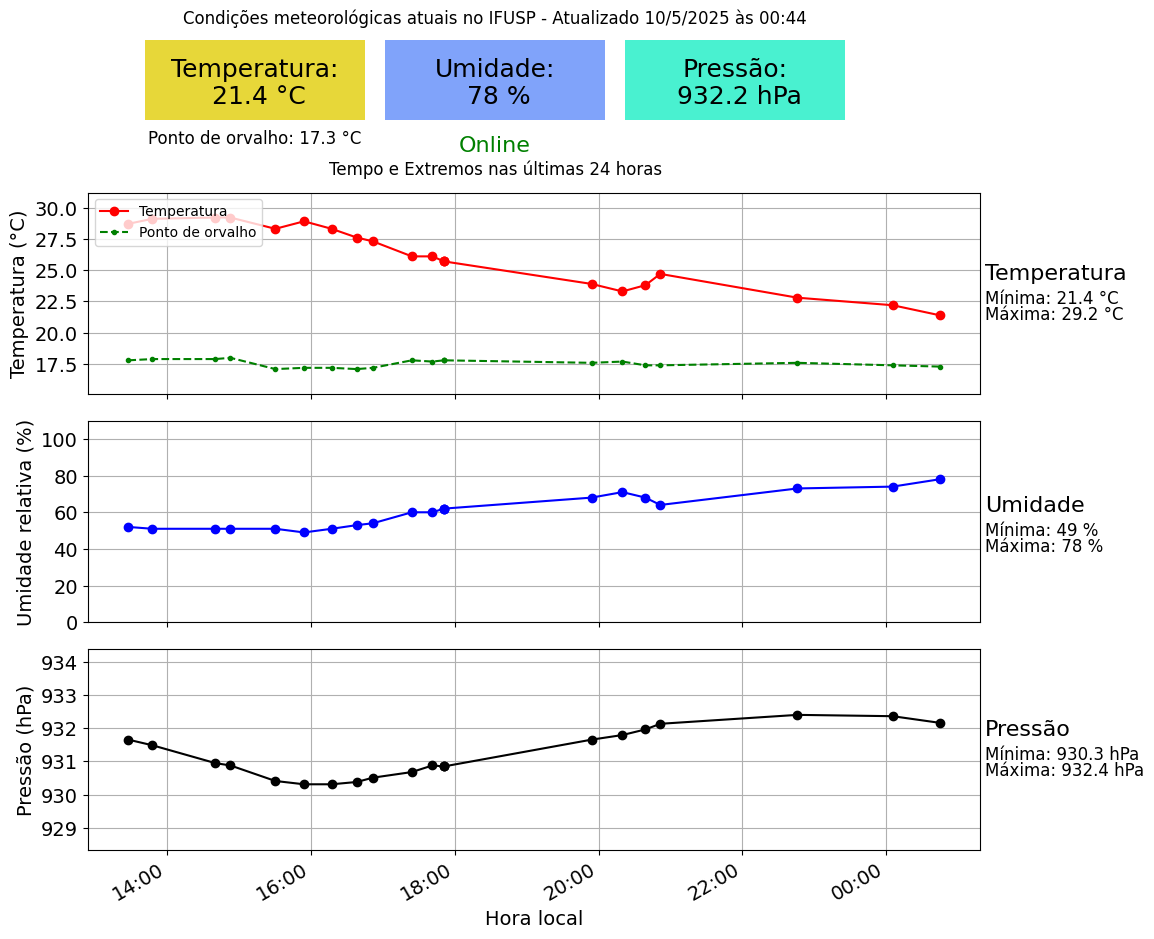 Condições meteorológicas atuais no IFUSP - Atualizado 10/5/2025 às 00:44
Temperatura:
21.4 °C
Umidade:
78 %
Pressão:
932.2 hPa
Ponto de orvalho: 17.3 °C
Online
Tempo e Extremos nas últimas 24 horas
Temperatura (°C)
30.0
27.5
25.0
22.5
20.0
17.5
Temperatura
Ponto de orvalho
Temperatura
Mínima: 21.4 °C
Máxima: 29.2 °C
Umidade relativa (%)
100
80
60
40
20
0
Umidade
Mínima: 49 %
Máxima: 78 %
Pressão (hPa)
934
933
932
931
930
929
Pressão
Mínima: 930.3 hPa
Máxima: 932.4 hPa
14:00
16:00
18:00
20:00
22:00
00:00
Hora local